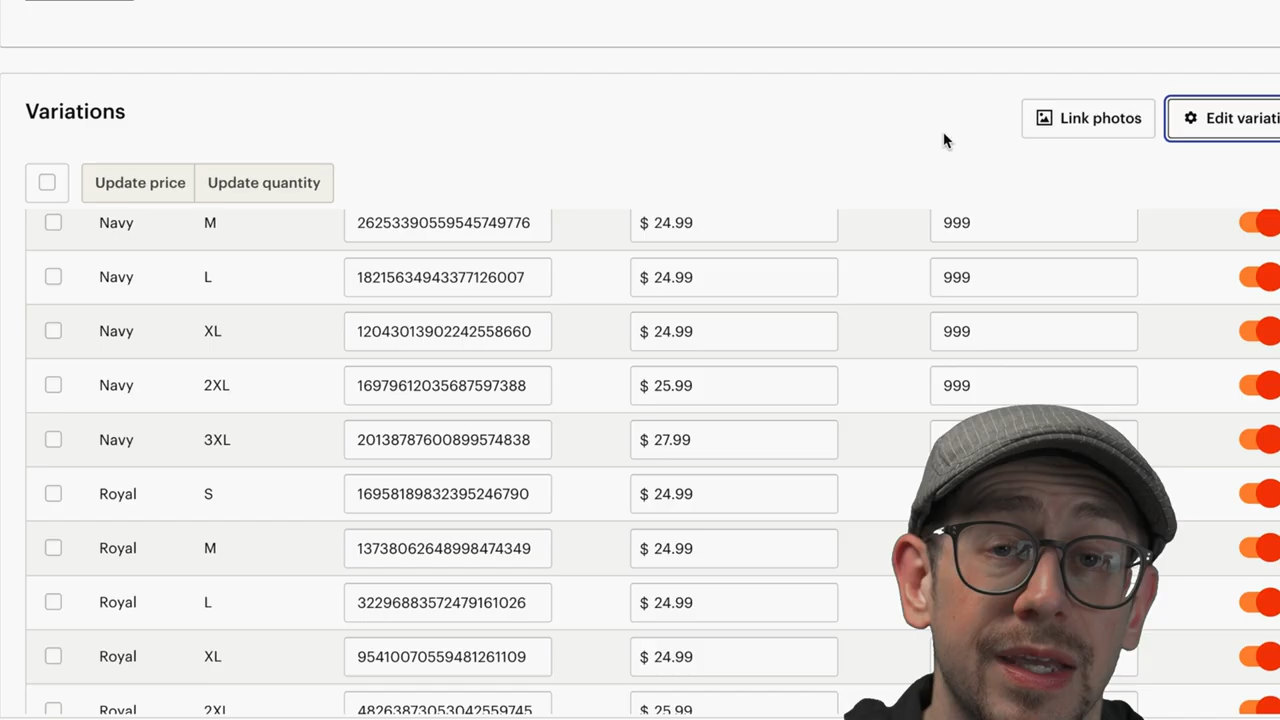 Variations
Link photos
Edit variati
Update price Update quantity
Navy M 26253390559545749776 $ 24.99 999
Navy L 18215634943377126007 $ 24.99 999
Navy XL 12043013902242558660 $ 24.99 999
Navy 2XL 16979612035687597388 $ 25.99 999
Navy 3XL 20138787600899574838 $ 27.99
Royal S 16958189832395246790 $ 24.99
Royal M 13738062648998474349 $ 24.99
Royal L 32296883572479161026 $ 24.99
Royal XL 95410070559481261109 $ 24.99
Royal 2XL 48263873053042559745 $ 25.99